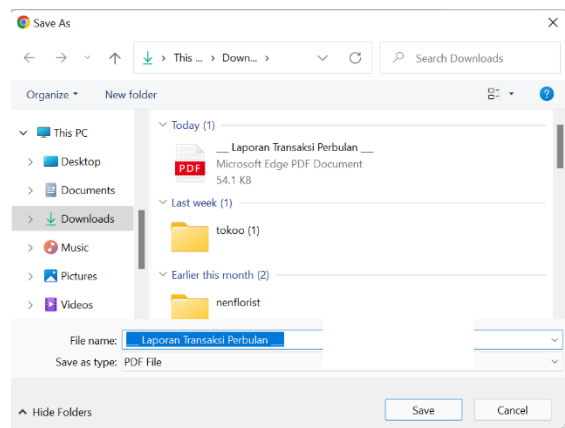 Save As
This ... > Down... >
Search Downloads
Organize
New folder
?
This PC
Desktop
Documents
Downloads
Music
Pictures
Videos
Today (1)
PDF
__ Laporan Transaksi Perbulan __
Microsoft Edge PDF Document
54.1 KB
Last week (1)
tokoo (1)
Earlier this month (2)
nenflorist
File name: __ Laporan Transaksi Perbulan __
Save as type: PDF File
Hide Folders
Save
Cancel